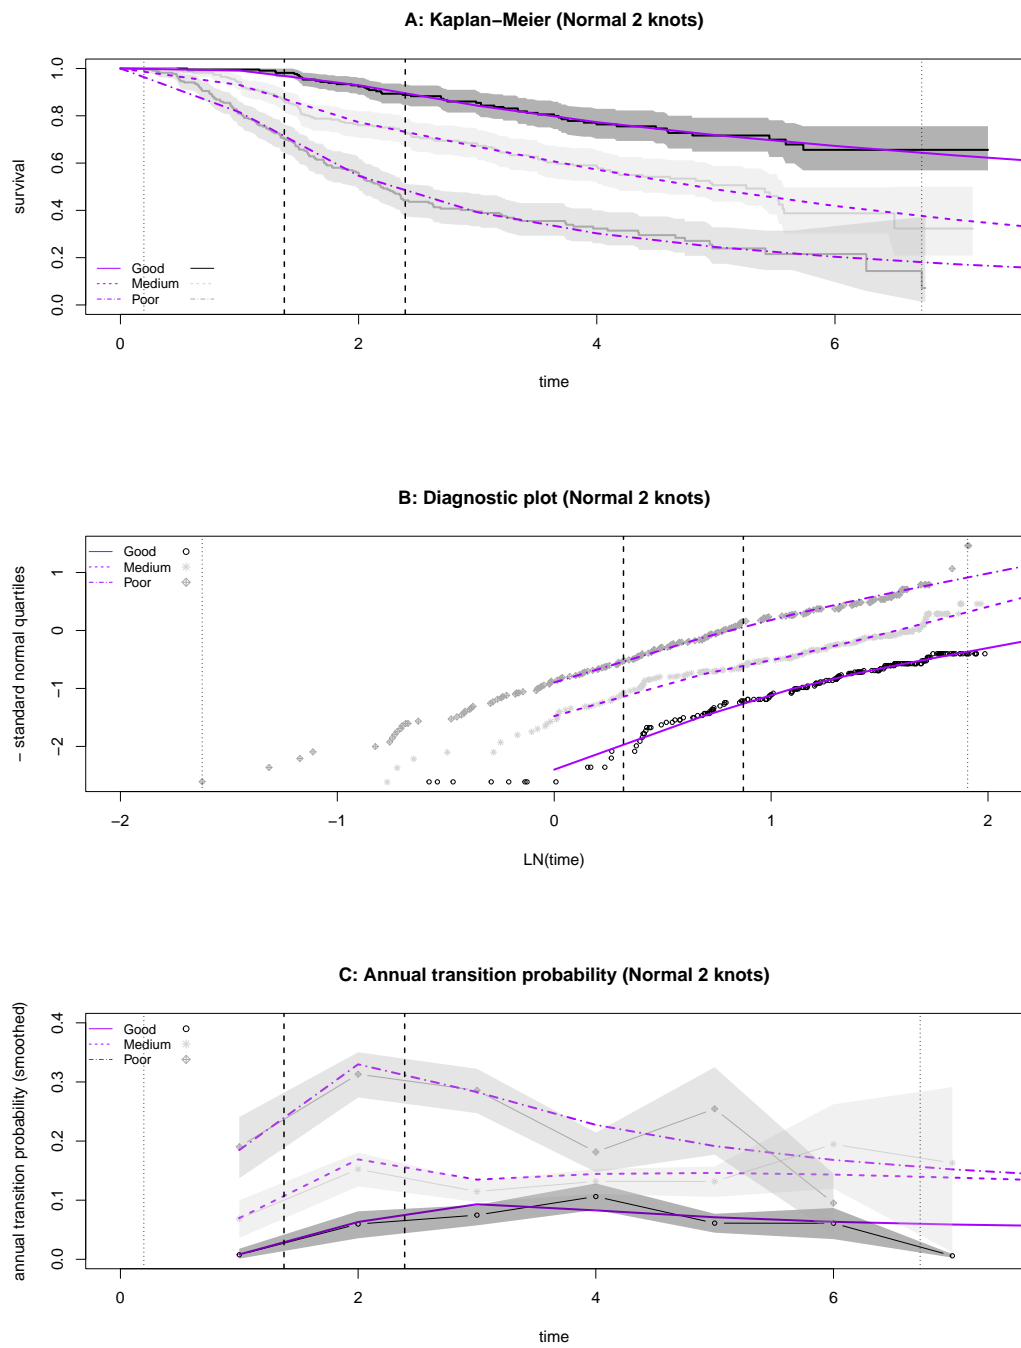 A: Kaplan−Meier (Normal 2 knots)
survival
1.0
0.8
0.6
0.4
0.2
0.0
Good
Medium
Poor
0 2 4 6
time
B: Diagnostic plot (Normal 2 knots)
− standard normal quartiles
1
0
−1
−2
Good
Medium
Poor
−2 −1 0 1 2
LN(time)
C: Annual transition probability (Normal 2 knots)
annual transition probability (smoothed)
0.4
0.3
0.2
0.1
0.0
Good
Medium
Poor
0 2 4 6
time